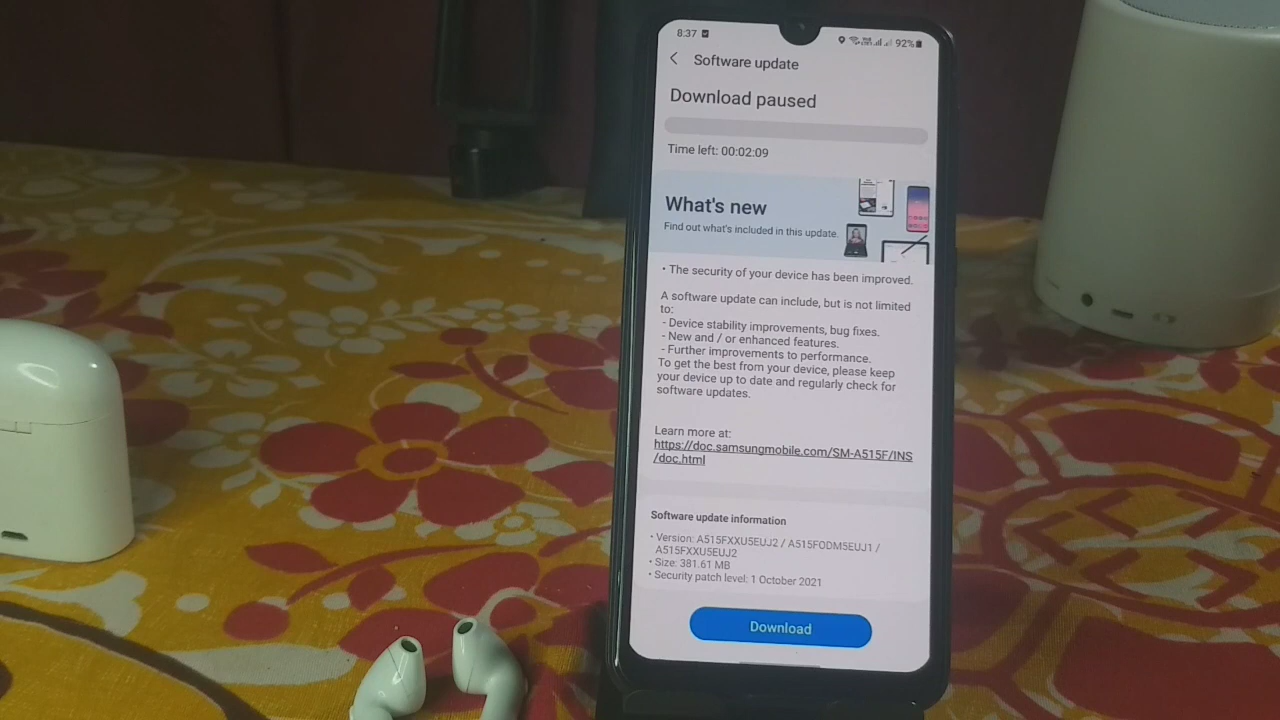 8:37
92%
Software update
Download paused
Time left: 00:02:09
What's new
Find out what's included in this update.
• The security of your device has been improved.
A software update can include, but is not limited
to:
- Device stability improvements, bug fixes.
- New and / or enhanced features.
- Further improvements to performance.
To get the best from your device, please keep
your device up to date and regularly check for
software updates.
Learn more at:
https://doc.samsungmobile.com/SM-A515F/INS
/doc.html
Software update information
• Version: A515FXXU5EUJ2 / A515FODM5EUJ1 /
A515FXXU5EUJ2
• Size: 381.61 MB
• Security patch level: 1 October 2021
Download